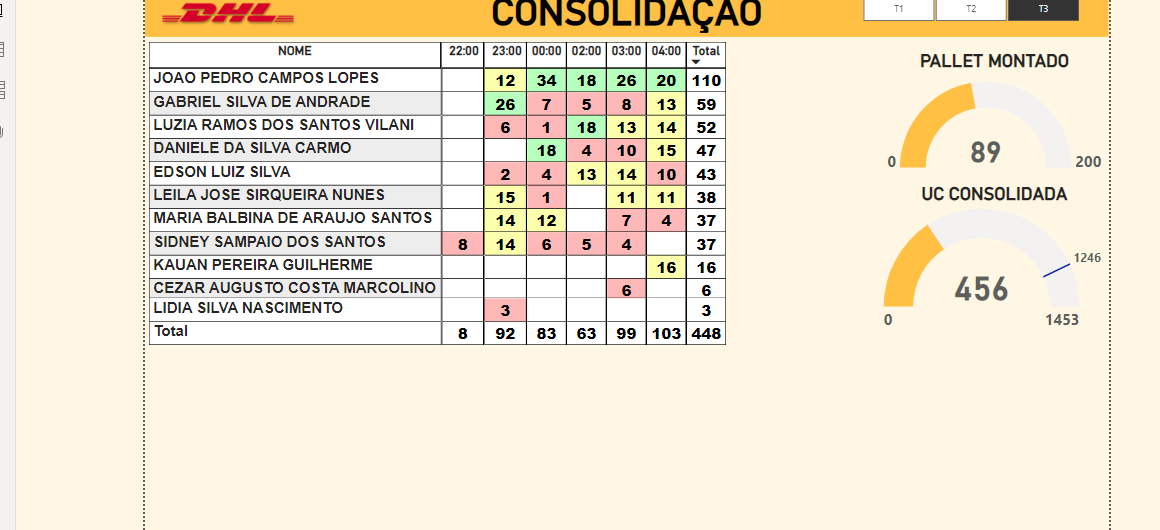 DHL
CONSOLIDAÇÃO
T1 T2 T3
NOME 22:00 23:00 00:00 02:00 03:00 04:00 Total
JOAO PEDRO CAMPOS LOPES 12 34 18 26 20 110
GABRIEL SILVA DE ANDRADE 26 7 5 8 13 59
LUZIA RAMOS DOS SANTOS VILANI 6 1 18 13 14 52
DANIELE DA SILVA CARMO 18 4 10 15 47
EDSON LUIZ SILVA 2 4 13 14 10 43
LEILA JOSE SIRQUEIRA NUNES 15 1 11 11 38
MARIA BALBINA DE ARAUJO SANTOS 14 12 7 4 37
SIDNEY SAMPAIO DOS SANTOS 8 14 6 5 4 37
KAUAN PEREIRA GUILHERME 16 16
CEZAR AUGUSTO COSTA MARCOLINO 6 6
LIDIA SILVA NASCIMENTO 3 3
Total 8 92 83 63 99 103 448
PALLET MONTADO
89
0 200
UC CONSOLIDADA
1246
456
0 1453